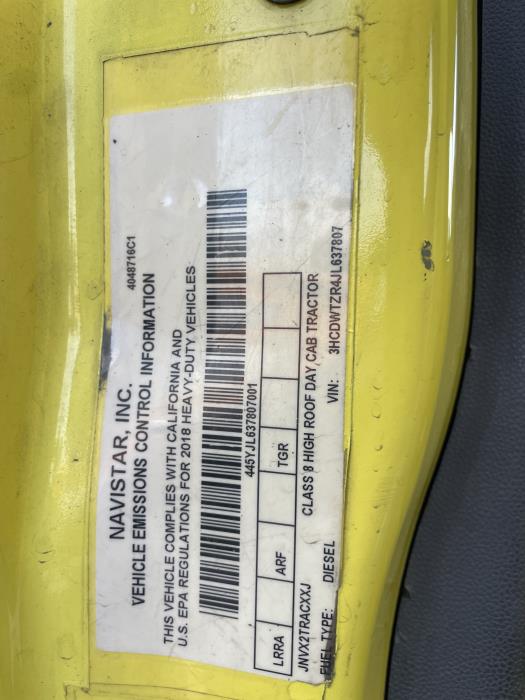 4048716C1
NAVISTAR, INC.
VEHICLE EMISSIONS CONTROL INFORMATION
THIS VEHICLE COMPLIES WITH CALIFORNIA AND
U.S. EPA REGULATIONS FOR 2018 HEAVY-DUTY VEHICLES
445YJL637807001
LRRA ARF TGR
JNVX2TRACXXJ CLASS 8 HIGH ROOF DAY CAB TRACTOR
FUEL TYPE: DIESEL VIN: 3HCDWTZR4JL637807